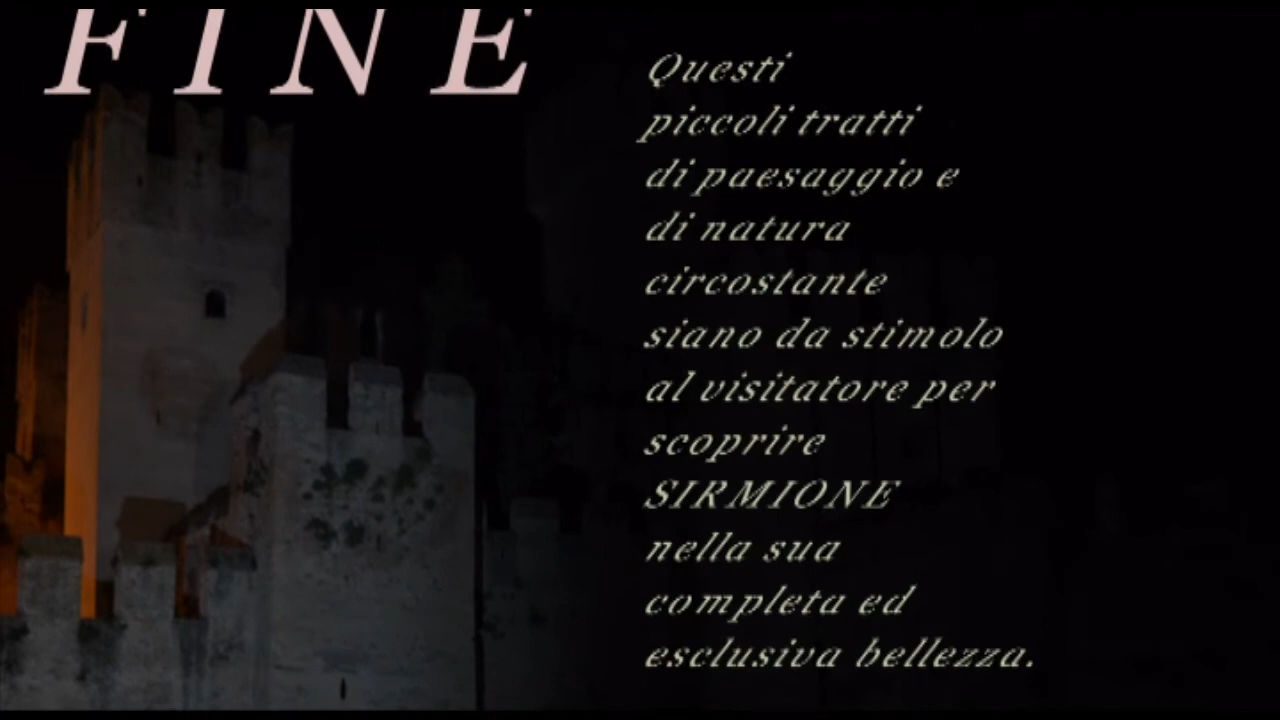 FINE
Questi
piccoli tratti
di paesaggio e
di natura
circostante
siano da stimolo
al visitatore per
scoprire
SIRMIONE
nella sua
completa ed
esclusiva bellezza.